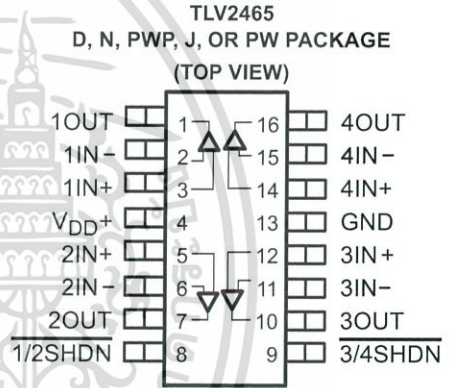 TLV2465
D, N, PWP, J, OR PW PACKAGE
(TOP VIEW)
1OUT 1 16 4OUT
1IN− 2 15 4IN−
1IN+ 3 14 4IN+
VDD+ 4 13 GND
2IN+ 5 12 3IN+
2IN− 6 11 3IN−
2OUT 7 10 3OUT
1/2SHDN 8 9 3/4SHDN